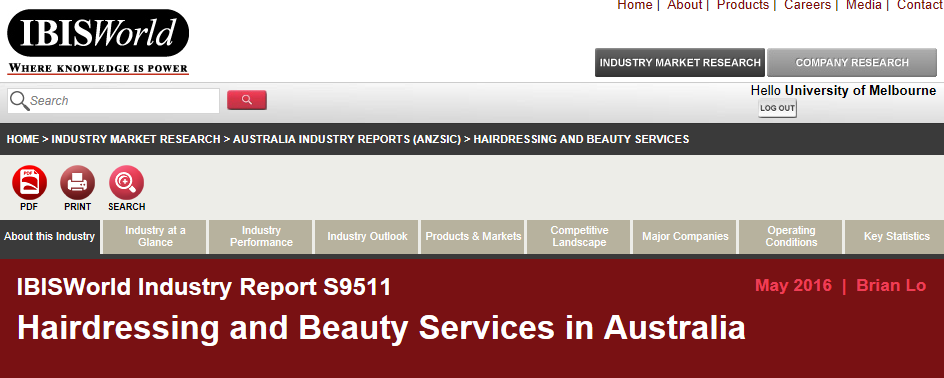 Home | About | Products | Careers | Media | Contact
IBISWorld
WHERE KNOWLEDGE IS POWER
INDUSTRY MARKET RESEARCH COMPANY RESEARCH
Search
Hello University of Melbourne
LOG OUT
HOME > INDUSTRY MARKET RESEARCH > AUSTRALIA INDUSTRY REPORTS (ANZSIC) > HAIRDRESSING AND BEAUTY SERVICES
PDF
PDF PRINT SEARCH
About this Industry
Industry at a
Glance
Industry
Performance
Industry Outlook
Products & Markets
Competitive
Landscape
Major Companies
Operating
Conditions
Key Statistics
IBISWorld Industry Report S9511
May 2016 | Brian Lo
Hairdressing and Beauty Services in Australia